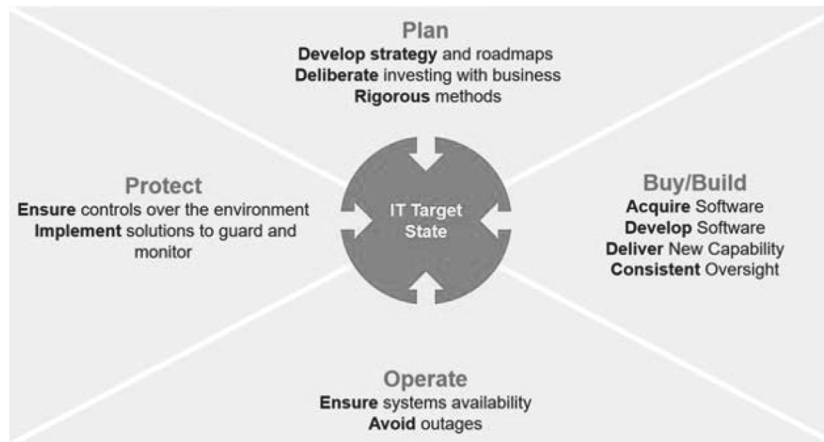 Plan
Develop strategy and roadmaps
Deliberate investing with business
Rigorous methods
Protect
Ensure controls over the environment
Implement solutions to guard and
monitor
IT Target
State
Buy/Build
Acquire Software
Develop Software
Deliver New Capability
Consistent Oversight
Operate
Ensure systems availability
Avoid outages